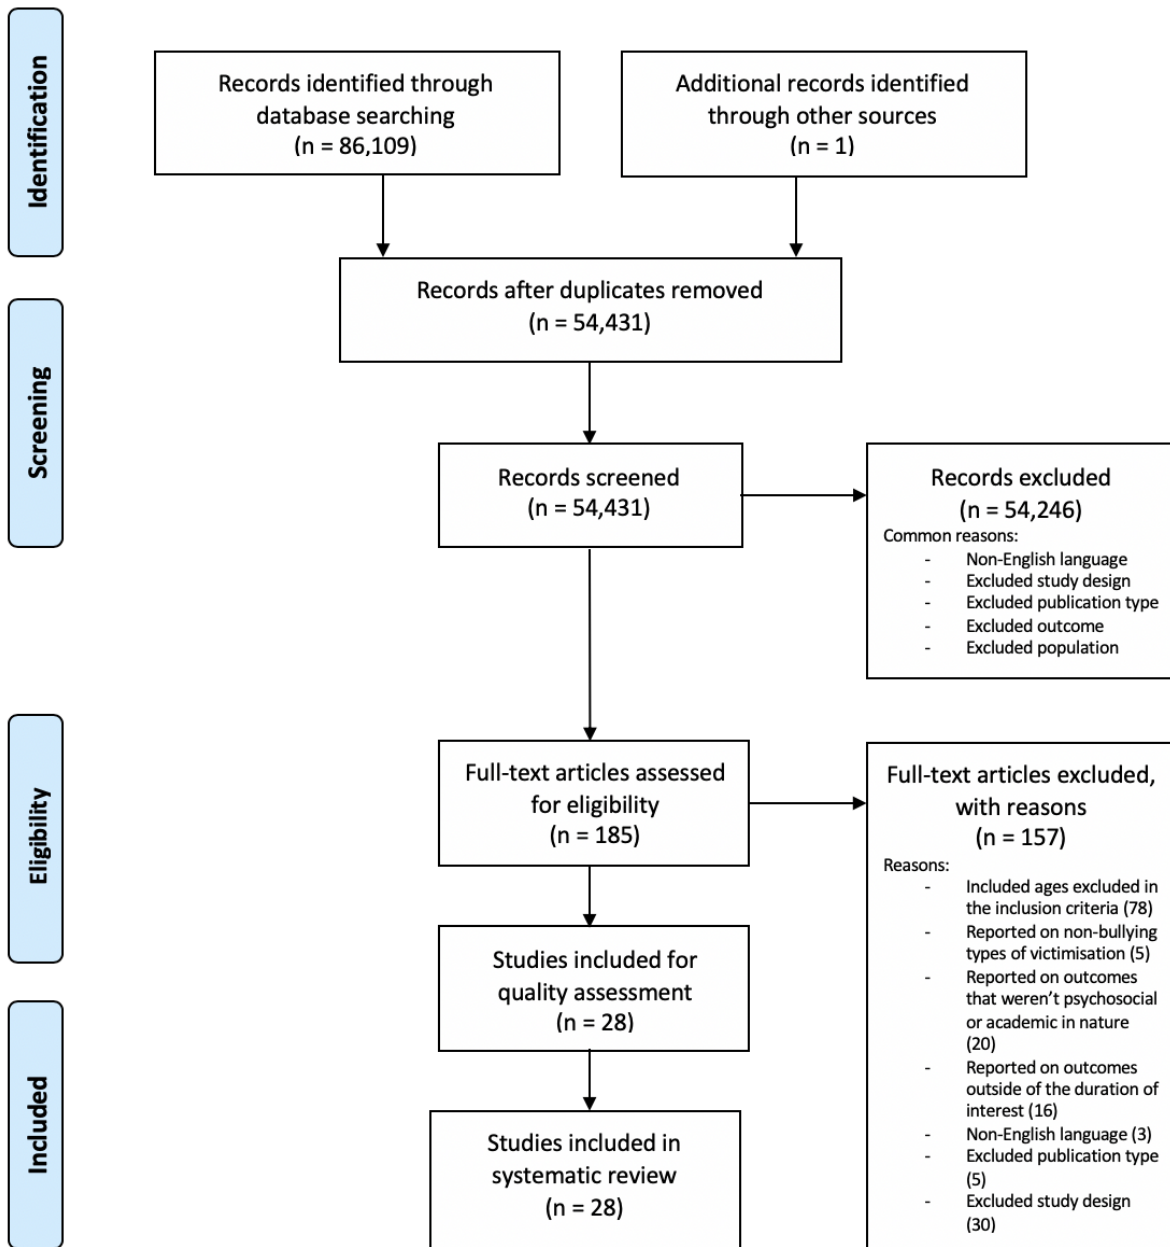 Identification
Records identified through
database searching
(n = 86,109)
Additional records identified
through other sources
(n = 1)
Records after duplicates removed
(n = 54,431)
Screening
Records screened
(n = 54,431)
Records excluded
(n = 54,246)
Common reasons:
- Non-English language
- Excluded study design
- Excluded publication type
- Excluded outcome
- Excluded population
Eligibility
Full-text articles assessed
for eligibility
(n = 185)
Full-text articles excluded,
with reasons
(n = 157)
Reasons:
- Included ages excluded in
the inclusion criteria (78)
- Reported on non-bullying
types of victimisation (5)
- Reported on outcomes
that weren’t psychosocial
or academic in nature
(20)
- Reported on outcomes
outside of the duration of
interest (16)
- Non-English language (3)
- Excluded publication type
(5)
- Excluded study design
(30)
Studies included for
quality assessment
(n = 28)
Included
Studies included in
systematic review
(n = 28)